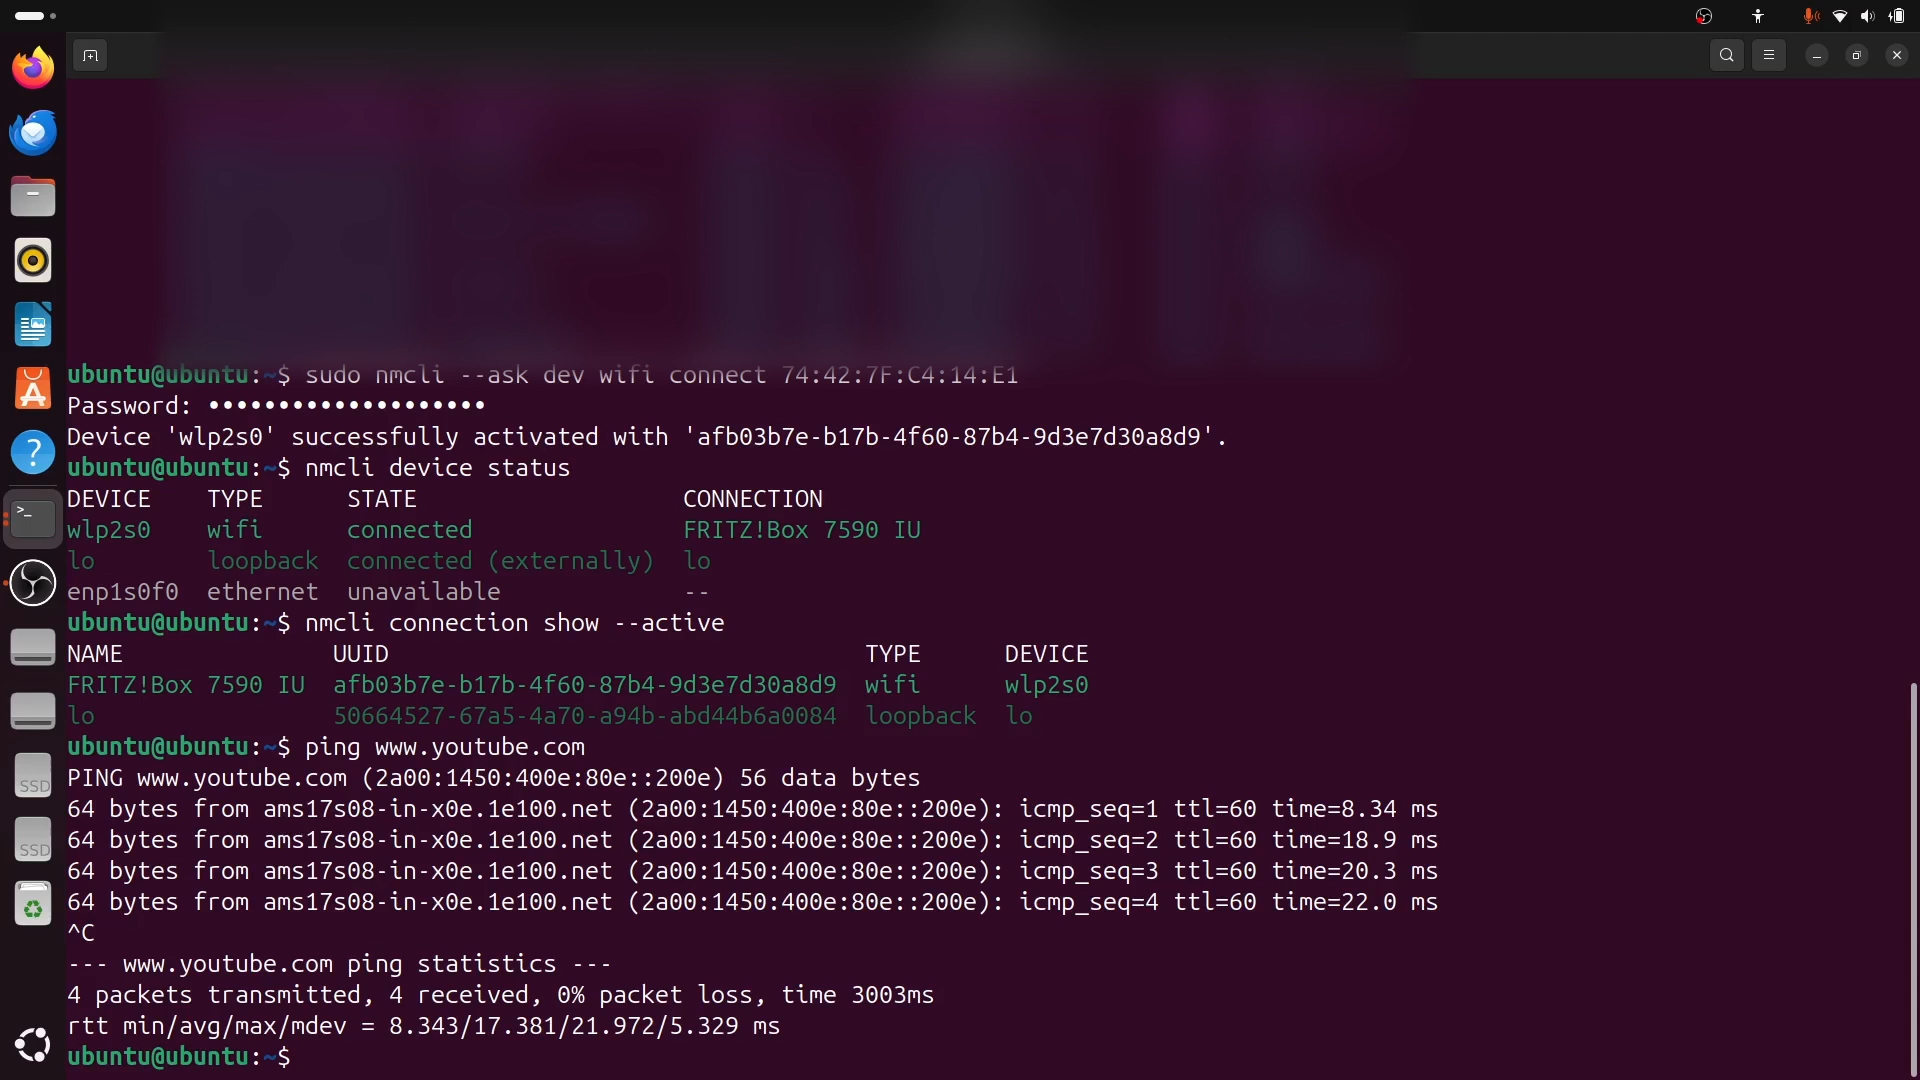 ubuntu@ubuntu:~$ sudo nmcli --ask dev wifi connect 74:42:7F:C4:14:E1
Password: ••••••••••••••••••••
Device 'wlp2s0' successfully activated with 'afb03b7e-b17b-4f60-87b4-9d3e7d30a8d9'.
ubuntu@ubuntu:~$ nmcli device status
DEVICE    TYPE      STATE                   CONNECTION
wlp2s0    wifi      connected               FRITZ!Box 7590 IU
lo        loopback  connected (externally)  lo
enp1s0f0  ethernet  unavailable             --
ubuntu@ubuntu:~$ nmcli connection show --active
NAME               UUID                                  TYPE      DEVICE
FRITZ!Box 7590 IU  afb03b7e-b17b-4f60-87b4-9d3e7d30a8d9  wifi      wlp2s0
lo                 50664527-67a5-4a70-a94b-abd44b6a0084  loopback  lo
ubuntu@ubuntu:~$ ping www.youtube.com
PING www.youtube.com (2a00:1450:400e:80e::200e) 56 data bytes
64 bytes from ams17s08-in-x0e.1e100.net (2a00:1450:400e:80e::200e): icmp_seq=1 ttl=60 time=8.34 ms
64 bytes from ams17s08-in-x0e.1e100.net (2a00:1450:400e:80e::200e): icmp_seq=2 ttl=60 time=18.9 ms
64 bytes from ams17s08-in-x0e.1e100.net (2a00:1450:400e:80e::200e): icmp_seq=3 ttl=60 time=20.3 ms
64 bytes from ams17s08-in-x0e.1e100.net (2a00:1450:400e:80e::200e): icmp_seq=4 ttl=60 time=22.0 ms
^C
--- www.youtube.com ping statistics ---
4 packets transmitted, 4 received, 0% packet loss, time 3003ms
rtt min/avg/max/mdev = 8.343/17.381/21.972/5.329 ms
ubuntu@ubuntu:~$
SSD
SSD